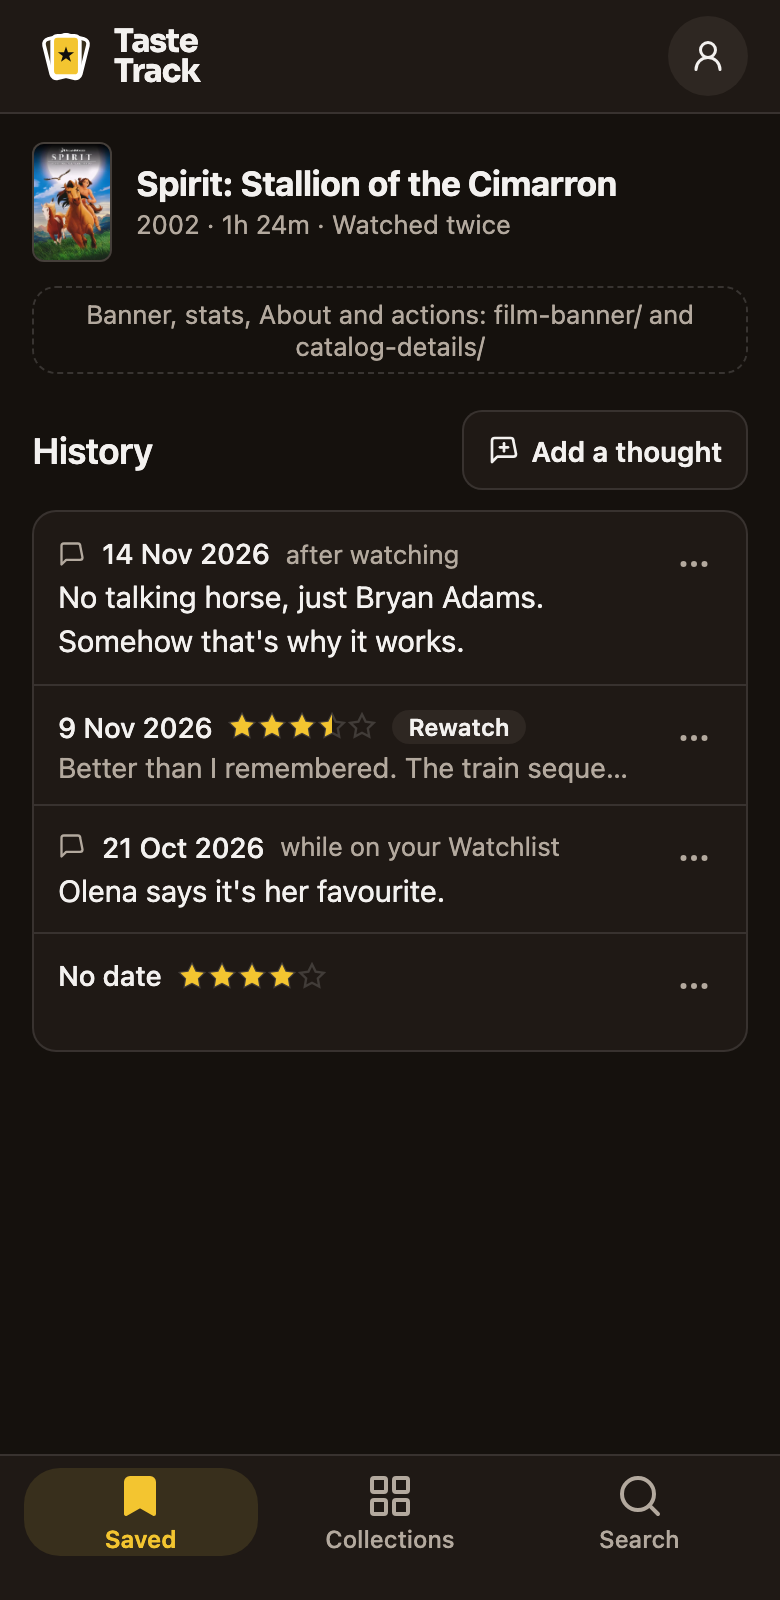 Taste
Track
SPIRIT
Spirit: Stallion of the Cimarron
2002 · 1h 24m · Watched twice
Banner, stats, About and actions: film-banner/ and
catalog-details/
History
Add a thought
14 Nov 2026 after watching
No talking horse, just Bryan Adams.
Somehow that's why it works.
9 Nov 2026 Rewatch
Better than I remembered. The train seque...
21 Oct 2026 while on your Watchlist
Olena says it's her favourite.
No date
Saved
Collections
Search